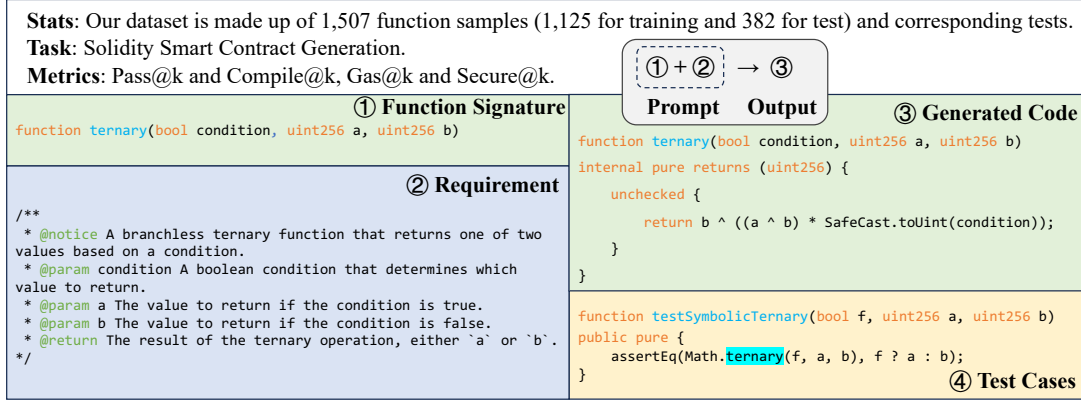 Stats: Our dataset is made up of 1,507 function samples (1,125 for training and 382 for test) and corresponding tests.
Task: Solidity Smart Contract Generation.
Metrics: Pass@k and Compile@k, Gas@k and Secure@k.
① + ② → ③
Prompt Output
① Function Signature
function ternary(bool condition, uint256 a, uint256 b)
② Requirement
/**
 * @notice A branchless ternary function that returns one of two
values based on a condition.
 * @param condition A boolean condition that determines which
value to return.
 * @param a The value to return if the condition is true.
 * @param b The value to return if the condition is false.
 * @return The result of the ternary operation, either `a` or `b`.
*/
③ Generated Code
function ternary(bool condition, uint256 a, uint256 b)
internal pure returns (uint256) {
    unchecked {
        return b ^ ((a ^ b) * SafeCast.toUint(condition));
    }
}
function testSymbolicTernary(bool f, uint256 a, uint256 b)
public pure {
    assertEq(Math.ternary(f, a, b), f ? a : b);
}
④ Test Cases